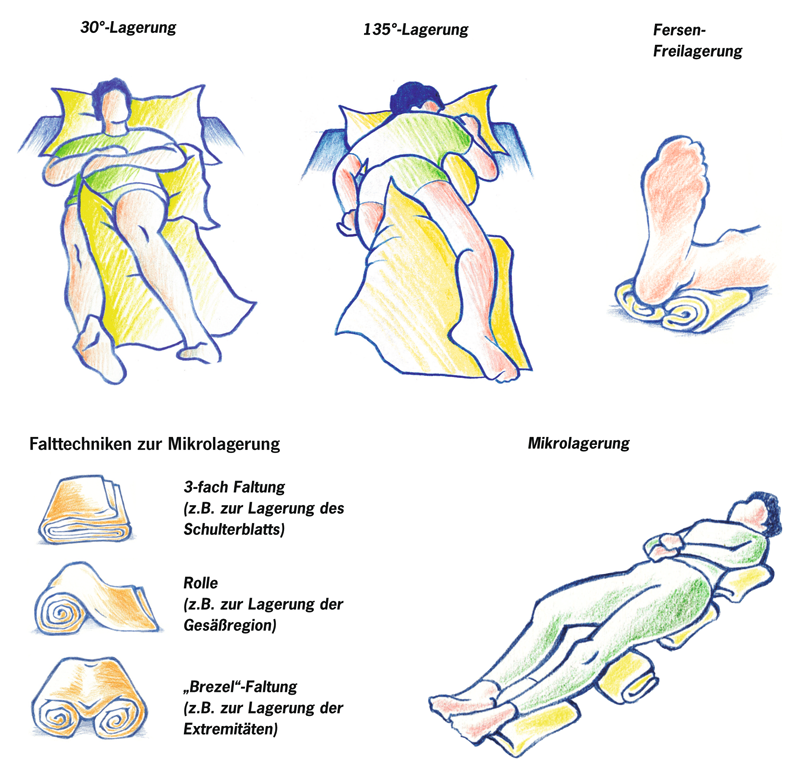 30°-Lagerung
135°-Lagerung
Fersen-
Freilagerung
Falttechniken zur Mikrolagerung
3-fach Faltung
(z.B. zur Lagerung des
Schulterblatts)
Rolle
(z.B. zur Lagerung der
Gesäßregion)
„Brezel“-Faltung
(z.B. zur Lagerung der
Extremitäten)
Mikrolagerung